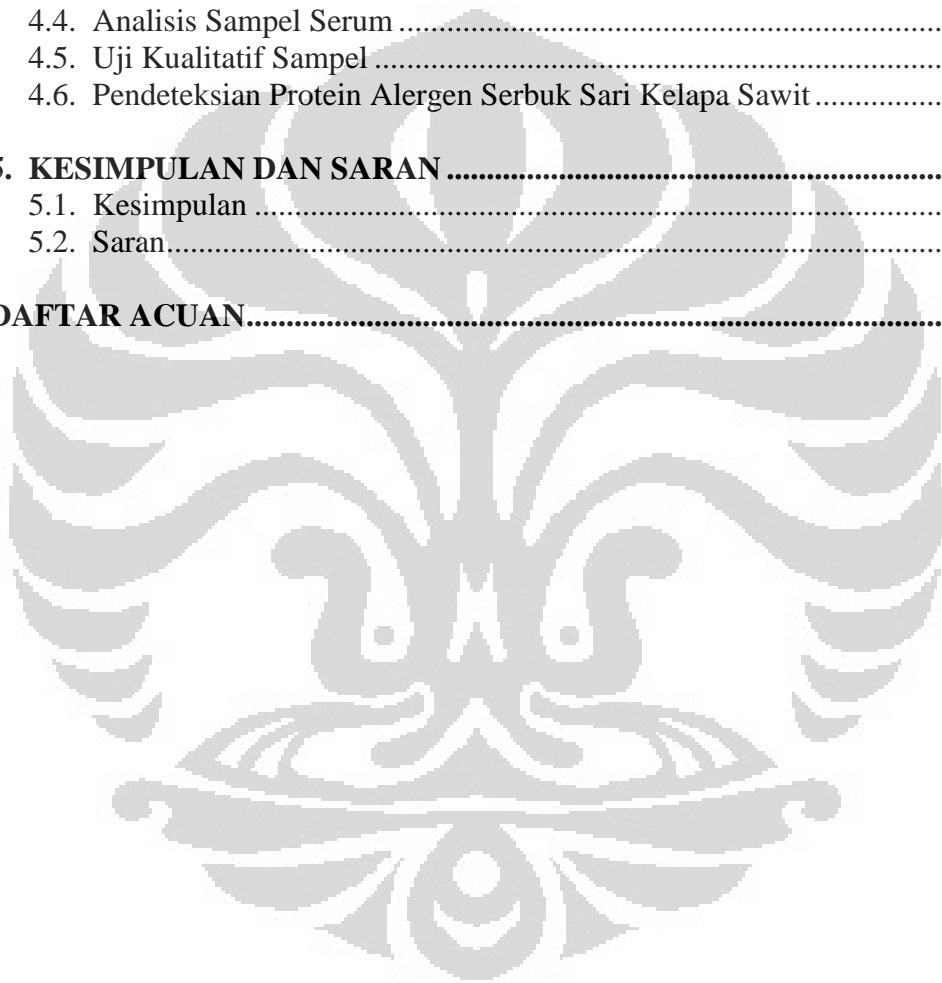 4.4. Analisis Sampel Serum ........................................................................
4.5. Uji Kualitatif Sampel ...........................................................................
4.6. Pendeteksian Protein Alergen Serbuk Sari Kelapa Sawit ................
5. KESIMPULAN DAN SARAN ...............................................................
5.1. Kesimpulan ..........................................................................................
5.2. Saran.....................................................................................................
DAFTAR ACUAN.........................................................................................